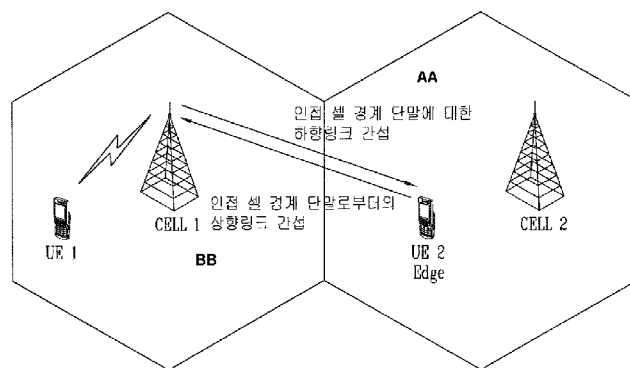 AA
인접 셀 경계 단말에 대한
하향링크 간섭
인접 셀 경계 단말로부터의
상향링크 간섭
CELL 1
CELL 2
UE 1
UE 2
Edge
BB